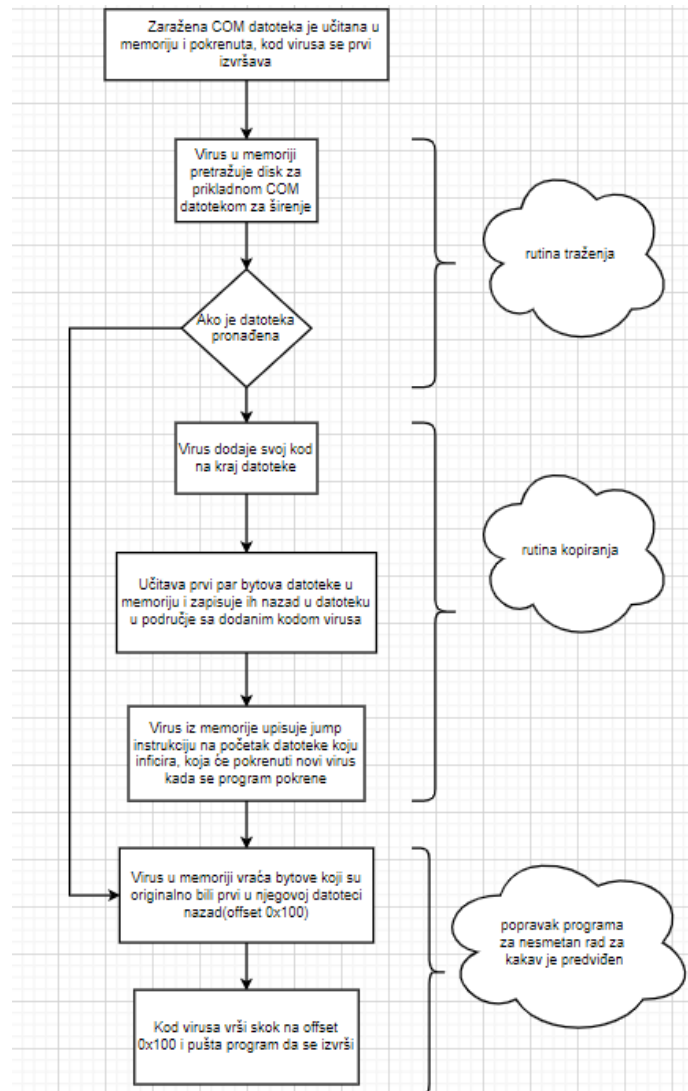 Zaražena COM datoteka je učitana u
memoriju i pokrenuta, kod virusa se prvi
izvršava
Virus u memoriji
pretražuje disk za
prikladnom COM
datotekom za širenje
rutina traženja
Ako je datoteka
pronađena
Virus dodaje svoj kod
na kraj datoteke
rutina kopiranja
Učitava prvi par bytova datoteke u
memoriju i zapisuje ih nazad u datoteku
u područje sa dodanim kodom virusa
Virus iz memorije upisuje jump
instrukciju na početak datoteke koju
inficira, koja će pokrenuti novi virus
kada se program pokrene
Virus u memoriji vraća bytove koji su
originalno bili prvi u njegovoj datoteci
nazad(offset 0x100)
popravak programa
za nesmetan rad za
kakav je predviđen
Kod virusa vrši skok na offset
0x100 i pušta program da se izvrši